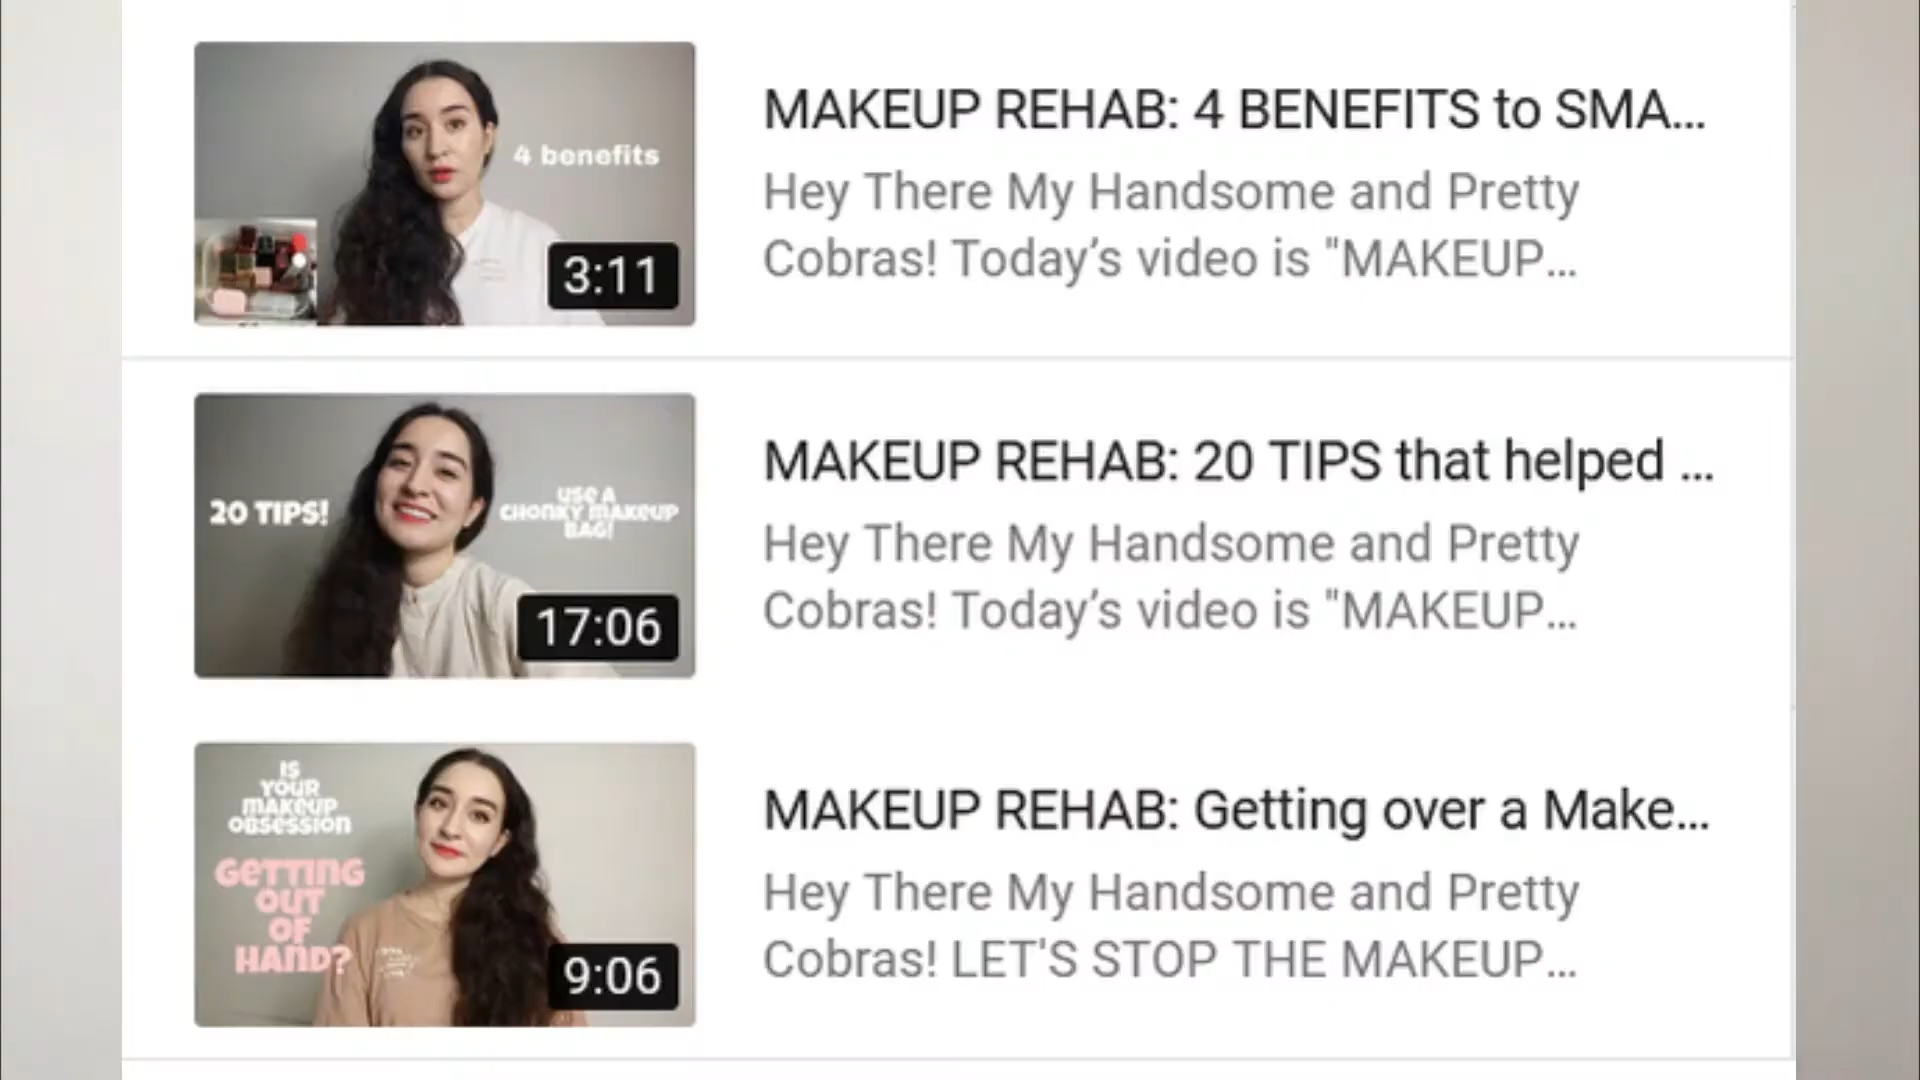 4 benefits
3:11
MAKEUP REHAB: 4 BENEFITS to SMA...
Hey There My Handsome and Pretty
Cobras! Today’s video is "MAKEUP...
20 TIPS!
USE A
CHONKY MAKEUP
BAG!
17:06
MAKEUP REHAB: 20 TIPS that helped ...
Hey There My Handsome and Pretty
Cobras! Today’s video is "MAKEUP...
IS
YOUR
MAKEUP
OBSESSION
GETTING
OUT
OF
HAND?
9:06
MAKEUP REHAB: Getting over a Make...
Hey There My Handsome and Pretty
Cobras! LET'S STOP THE MAKEUP...